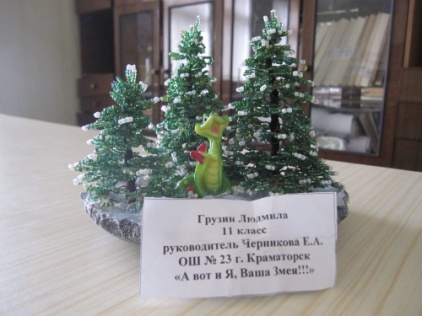 Грузин Людмила
11 класс
руководитель Черникова Е.А.
ОШ № 23 г. Краматорск
«А вот и Я, Ваша Змея!!!»